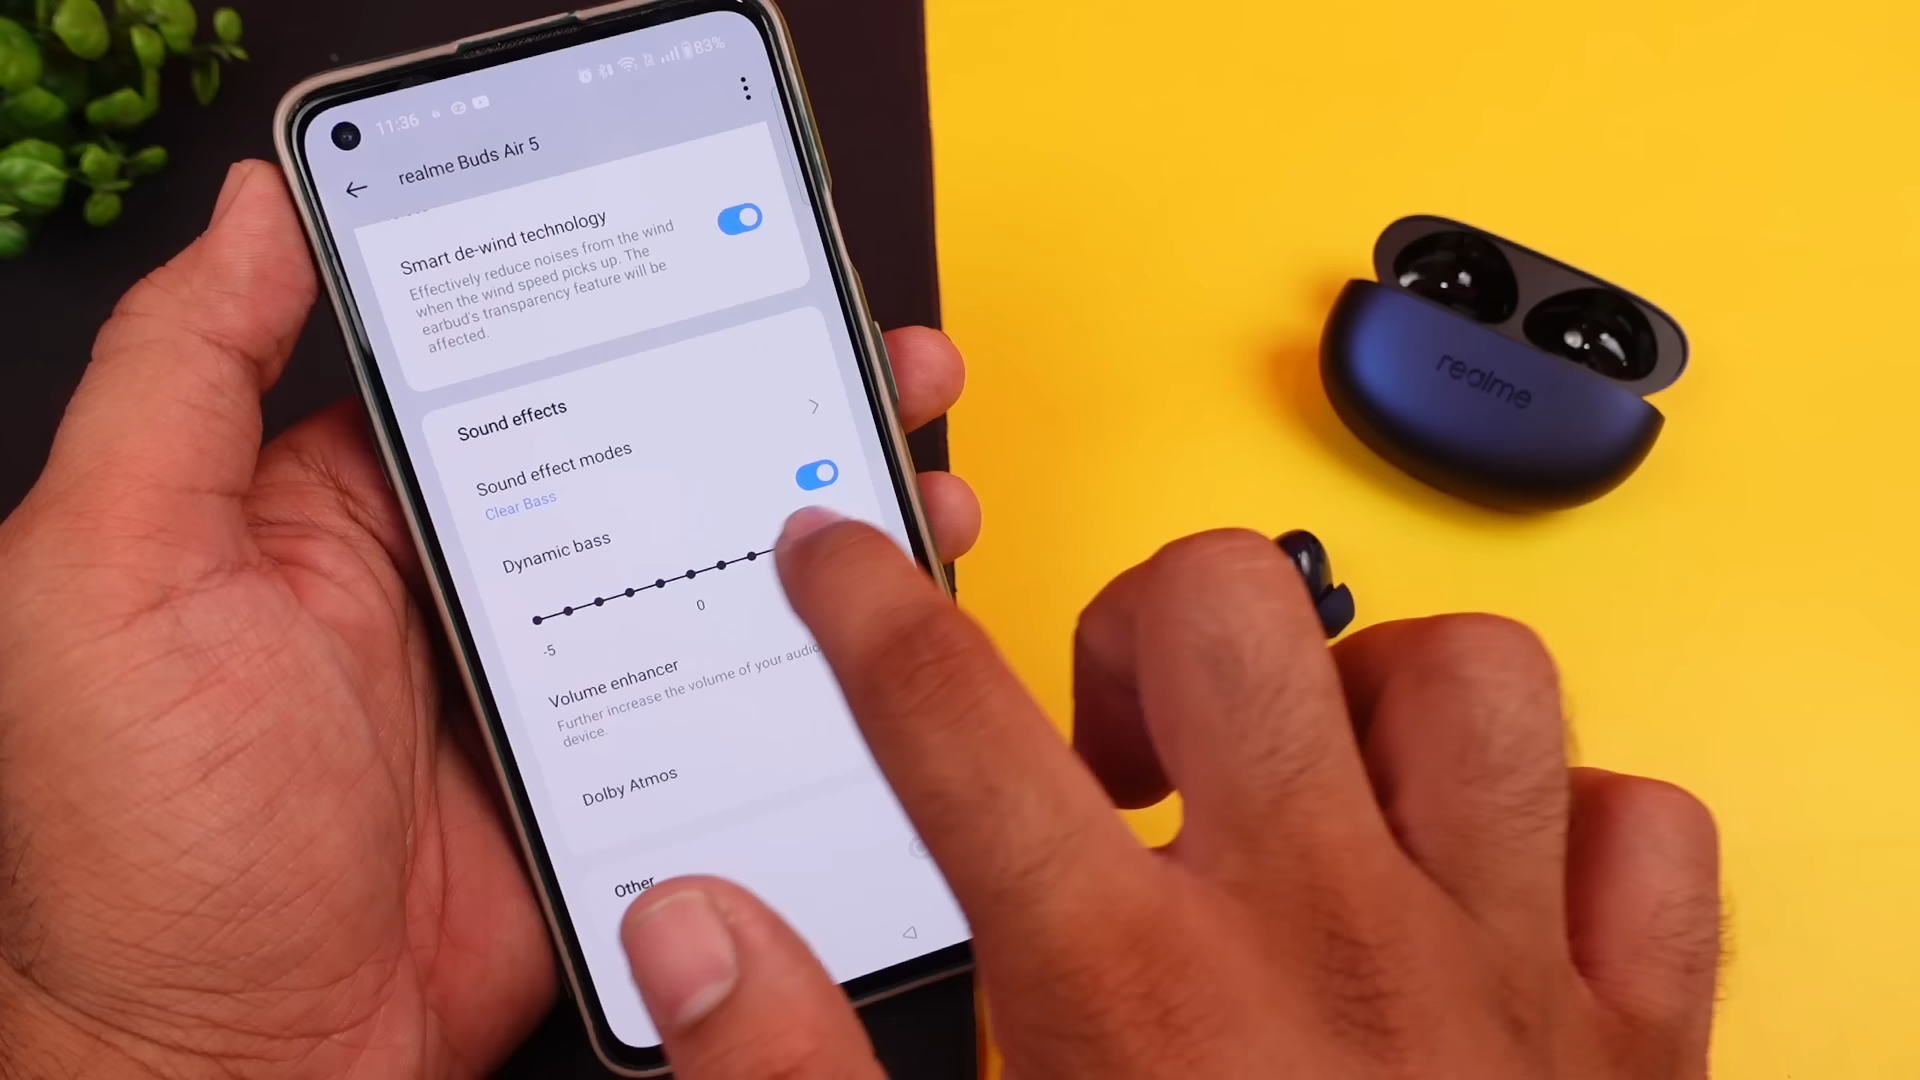 11:36
83%
realme Buds Air 5
Smart de-wind technology
Effectively reduce noises from the wind
when the wind speed picks up. The
earbud's transparency feature will be
affected.
Sound effects
Sound effect modes
Clear Bass
Dynamic bass
-5
0
Volume enhancer
Further increase the volume of your audio
device.
Dolby Atmos
Other
realme